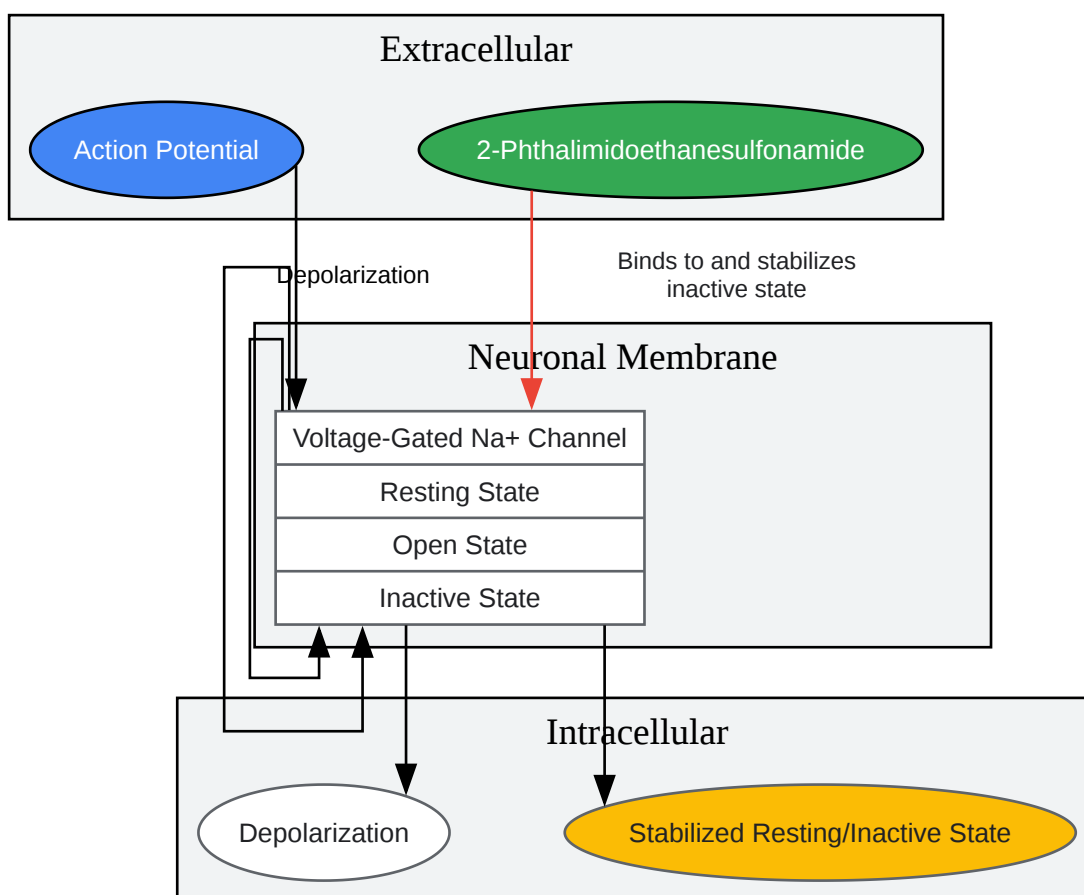 Extracellular
Action Potential
2-Phthalimidoethanesulfonamide
Depolarization
Binds to and stabilizes
inactive state
Neuronal Membrane
Voltage-Gated Na+ Channel
Resting State
Open State
Inactive State
Intracellular
Depolarization
Stabilized Resting/Inactive State